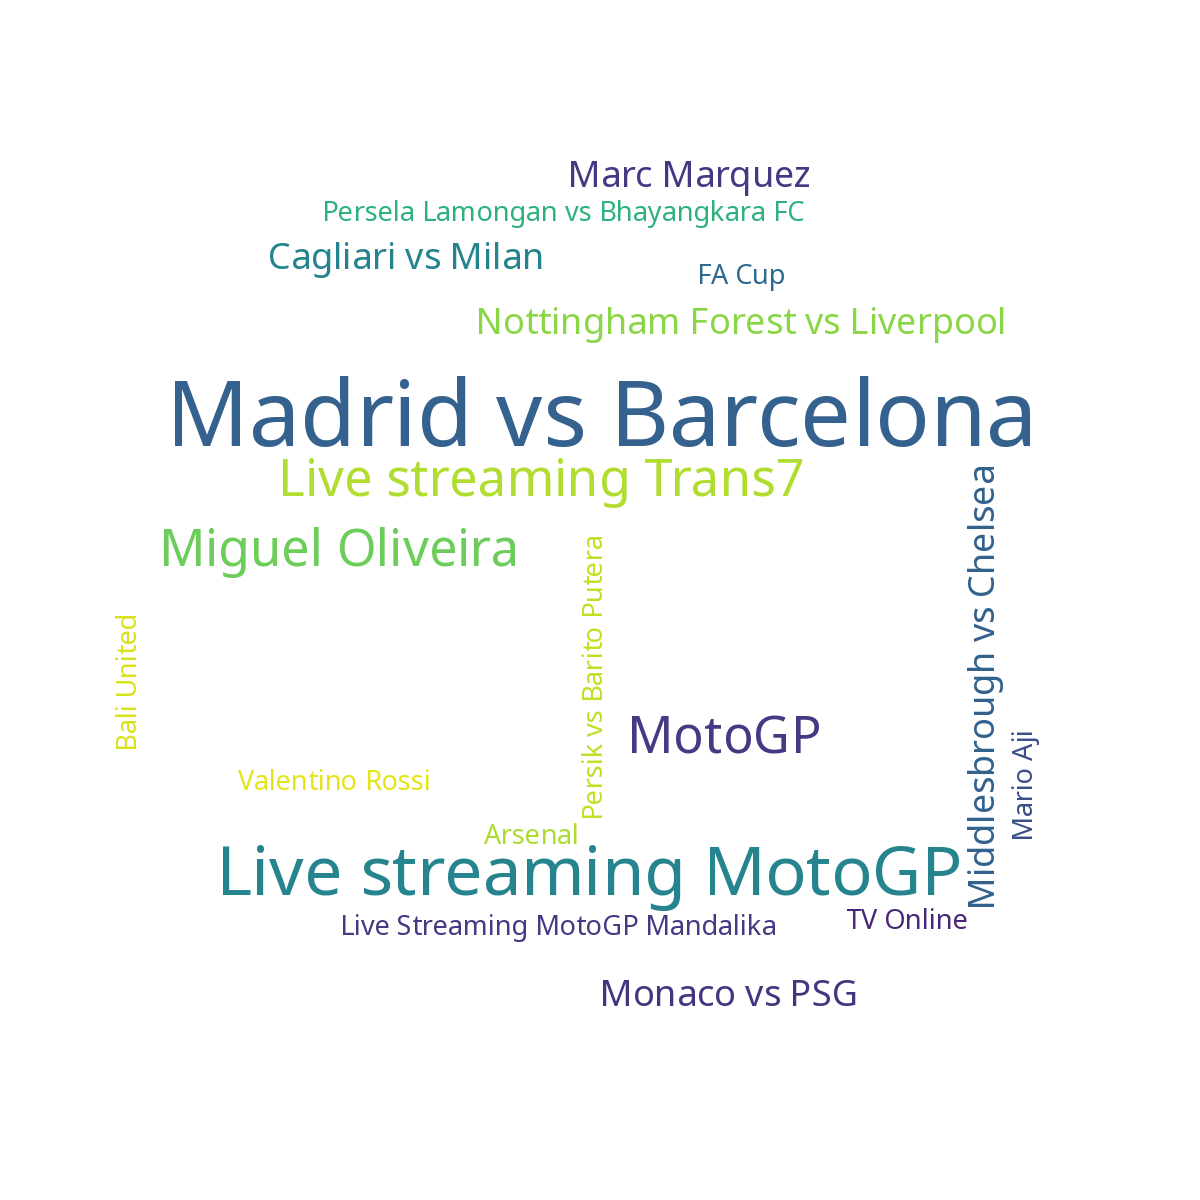 Marc Marquez
Persela Lamongan vs Bhayangkara FC
Cagliari vs Milan
FA Cup
Nottingham Forest vs Liverpool
Madrid vs Barcelona
Live streaming Trans7
Miguel Oliveira
Middlesbrough vs Chelsea
Persik vs Barito Putera
Bali United
MotoGP
Mario Aji
Valentino Rossi
Arsenal
Live streaming MotoGP
Live Streaming MotoGP Mandalika
TV Online
Monaco vs PSG